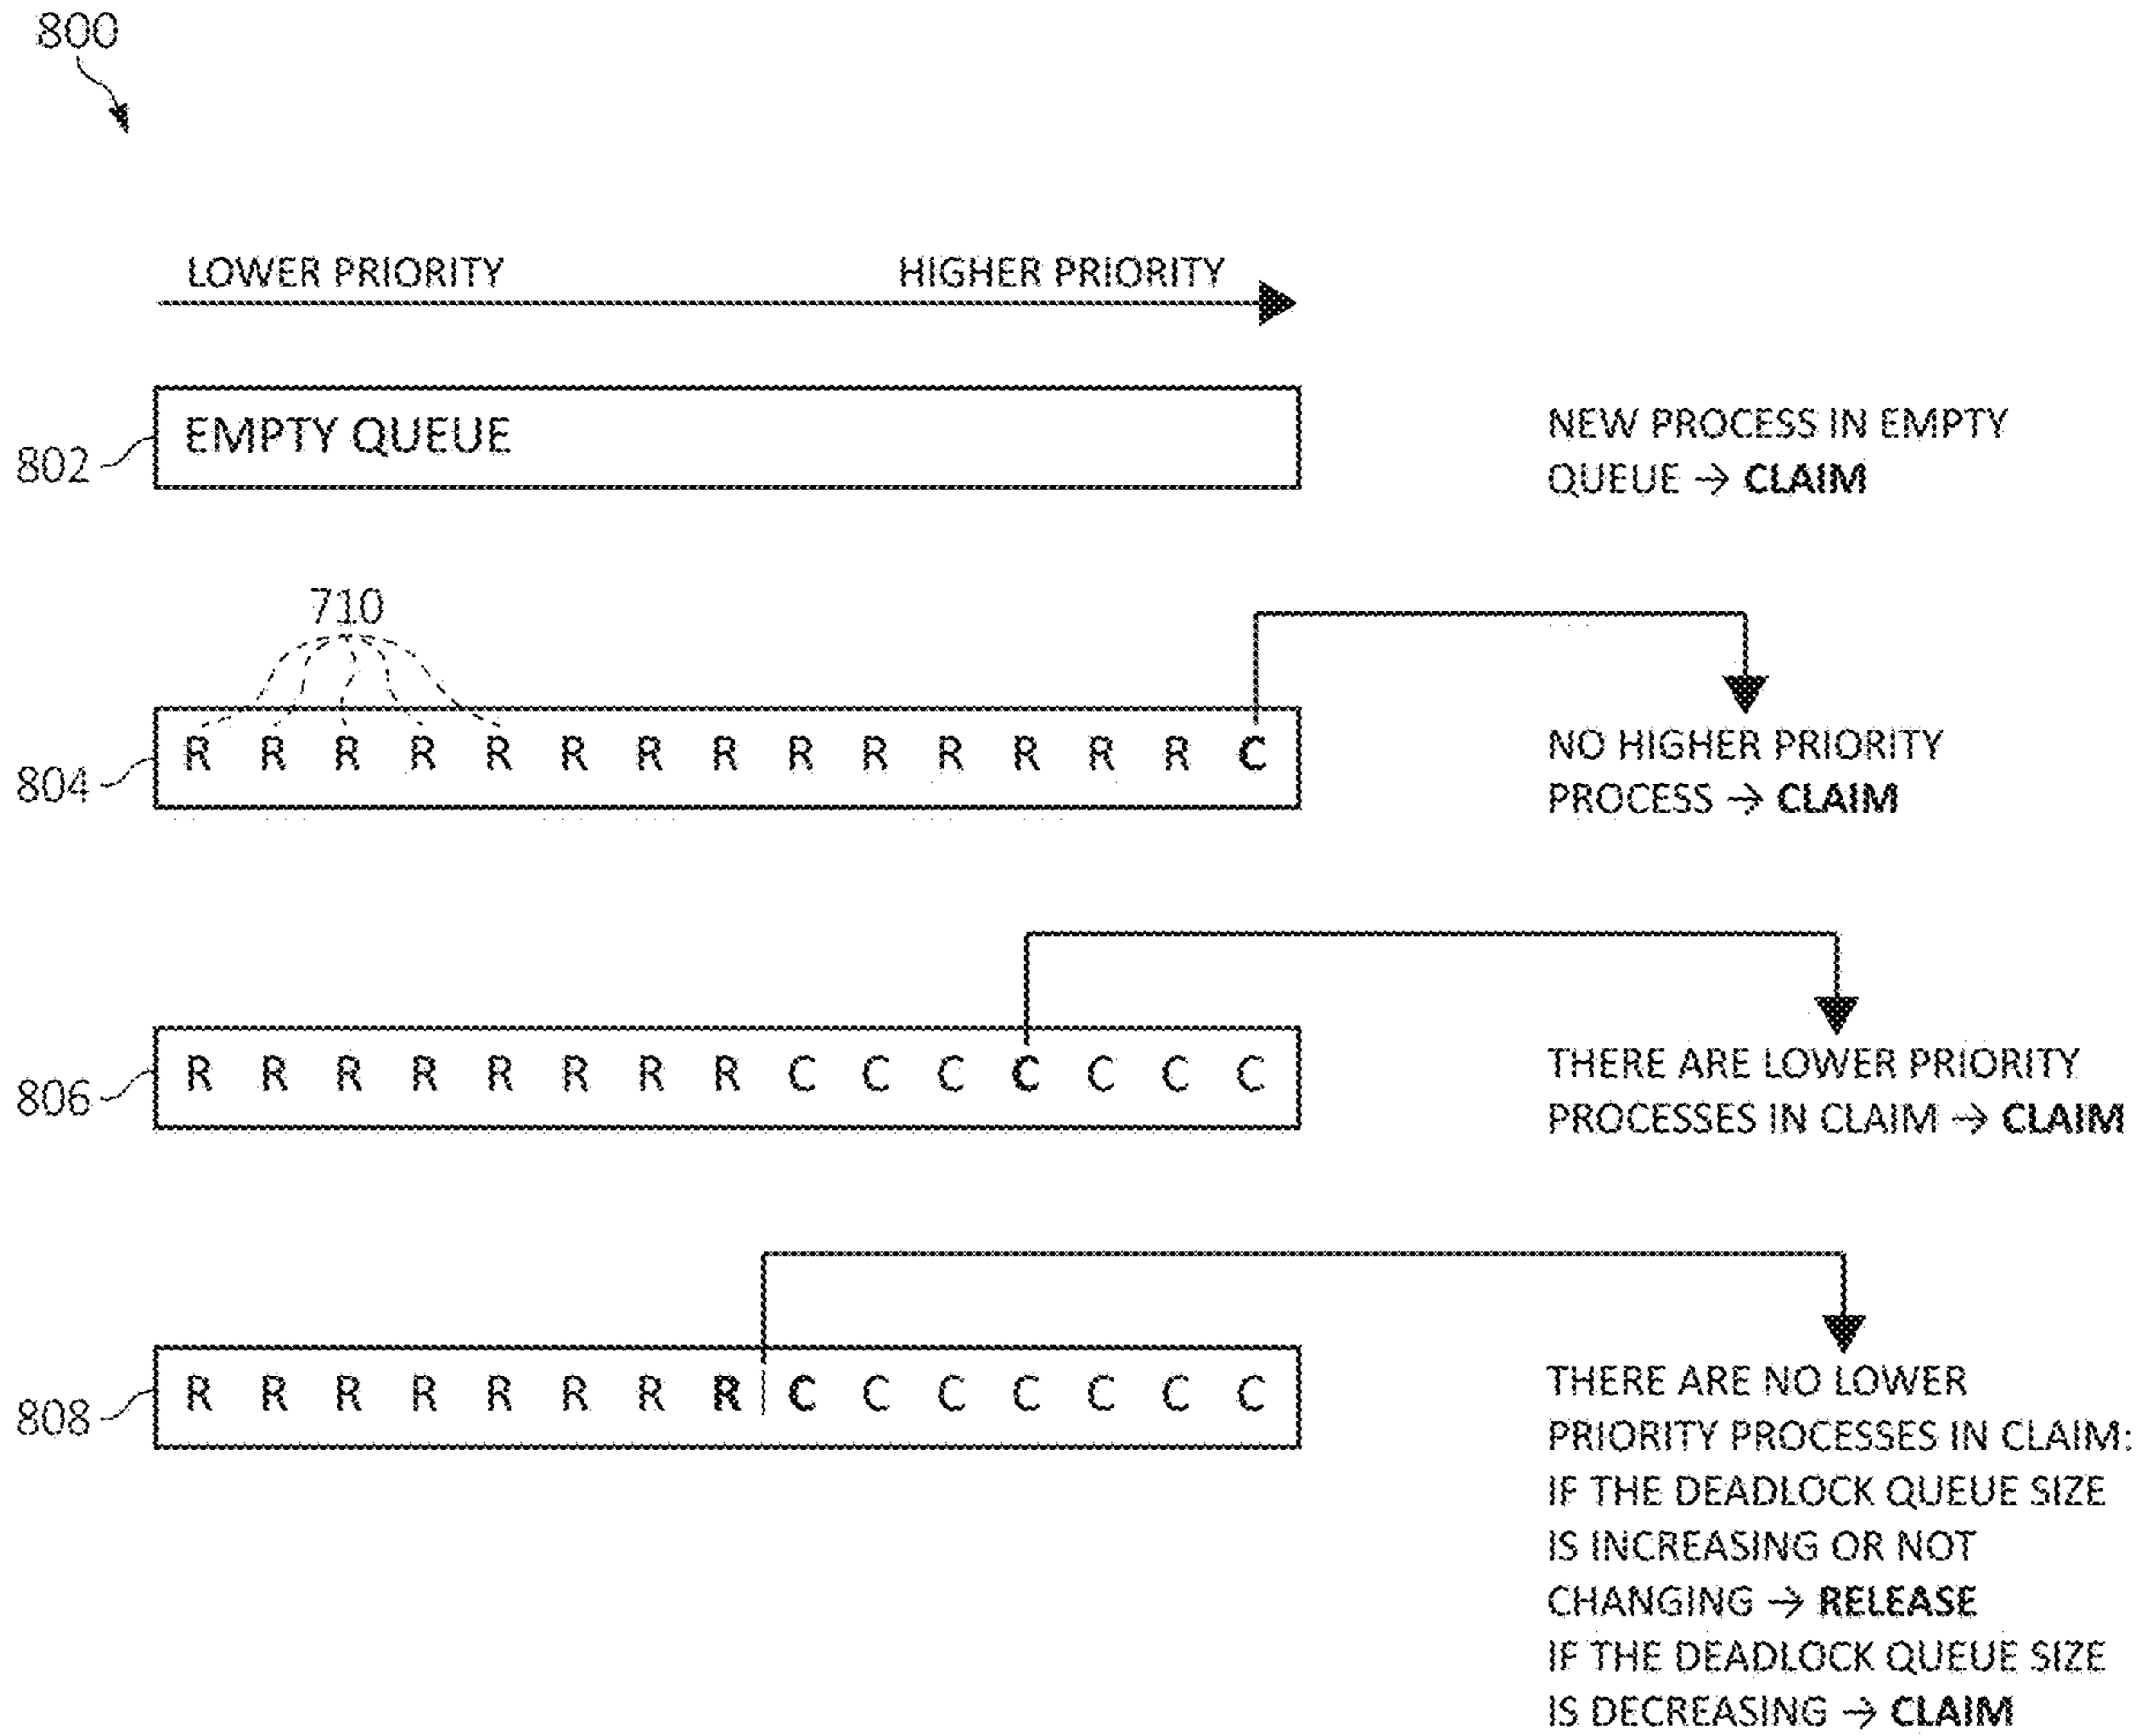 800
LOWER PRIORITY HIGHER PRIORITY
EMPTY QUEUE
802
NEW PROCESS IN EMPTY
QUEUE → CLAIM
710
R R R R R R R R R R R R R R C
804
NO HIGHER PRIORITY
PROCESS → CLAIM
R R R R R R R R C C C C C C C
806
THERE ARE LOWER PRIORITY
PROCESSES IN CLAIM → CLAIM
R R R R R R R R C C C C C C C
808
THERE ARE NO LOWER
PRIORITY PROCESSES IN CLAIM:
IF THE DEADLOCK QUEUE SIZE
IS INCREASING OR NOT
CHANGING → RELEASE
IF THE DEADLOCK QUEUE SIZE
IS DECREASING → CLAIM